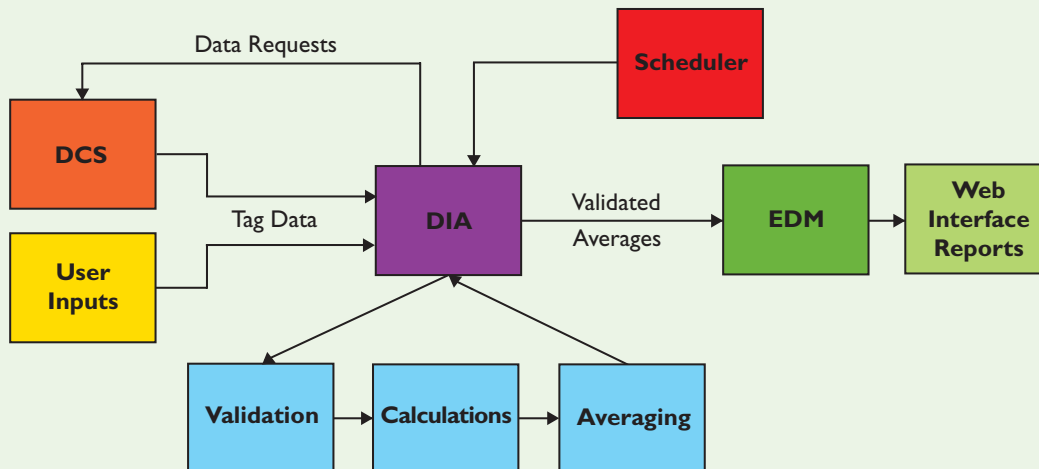 Data Requests
Scheduler
DCS
Tag Data
DIA
Validated
Averages
EDM
Web
Interface
Reports
User
Inputs
Validation
Calculations
Averaging